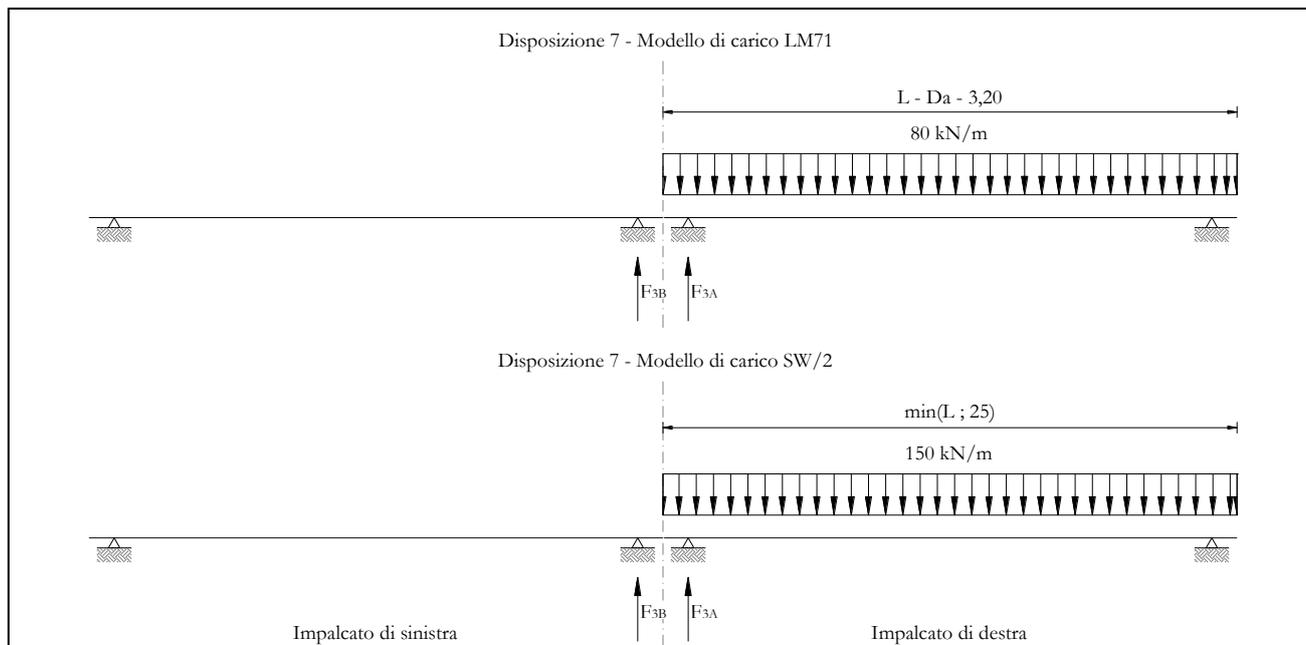 Disposizione 7 - Modello di carico LM71
L - Da - 3,20
80 kN/m
F3B
F3A
Disposizione 7 - Modello di carico SW/2
min(L ; 25)
150 kN/m
F3B
F3A
Impalcato di sinistra
Impalcato di destra